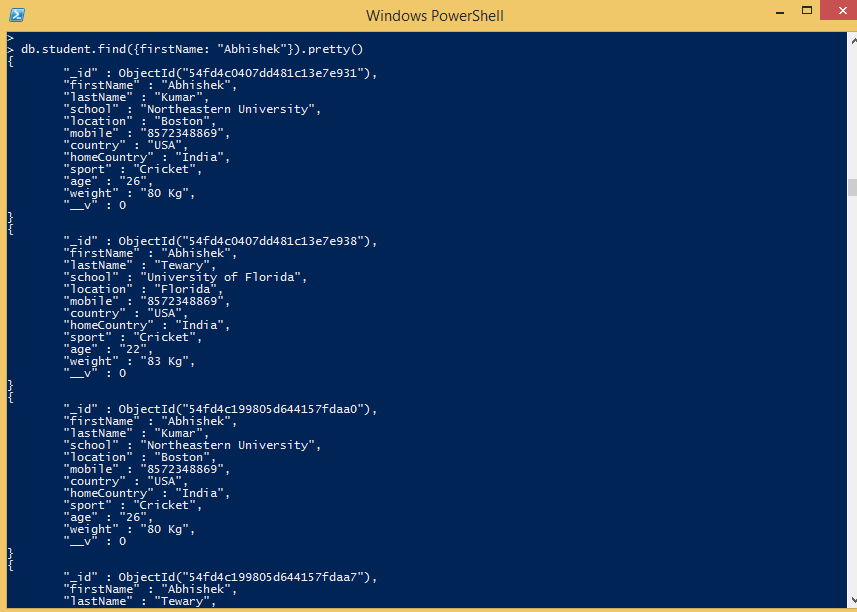 Windows PowerShell
>
> db.student.find({firstName: "Abhishek"}).pretty()
{
"_id" : ObjectId("54fd4c0407dd481c13e7e931"),
"firstName" : "Abhishek",
"lastName" : "Kumar",
"school" : "Northeastern University",
"location" : "Boston",
"mobile" : "8572348869",
"country" : "USA",
"homeCountry" : "India",
"sport" : "Cricket",
"age" : "26",
"weight" : "80 Kg",
"__v" : 0
}
{
"_id" : ObjectId("54fd4c0407dd481c13e7e938"),
"firstName" : "Abhishek",
"lastName" : "Tewary",
"school" : "University of Florida",
"location" : "Florida",
"mobile" : "8572348869",
"country" : "USA",
"homeCountry" : "India",
"sport" : "Cricket",
"age" : "22",
"weight" : "83 Kg",
"__v" : 0
}
{
"_id" : ObjectId("54fd4c199805d644157fdaa0"),
"firstName" : "Abhishek",
"lastName" : "Kumar",
"school" : "Northeastern University",
"location" : "Boston",
"mobile" : "8572348869",
"country" : "USA",
"homeCountry" : "India",
"sport" : "Cricket",
"age" : "26",
"weight" : "80 Kg",
"__v" : 0
}
{
"_id" : ObjectId("54fd4c199805d644157fdaa7"),
"firstName" : "Abhishek",
"lastName" : "Tewary",